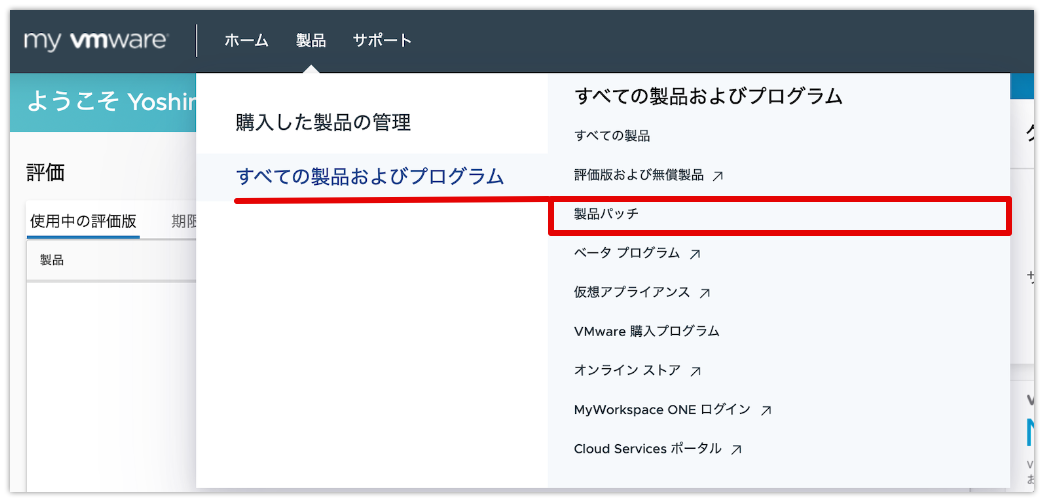 my vmware
ホーム 製品 サポート
ようこそ Yoshin
購入した製品の管理
すべての製品およびプログラム
すべての製品およびプログラム
すべての製品
評価版および無償製品
製品パッチ
ベータ プログラム
仮想アプライアンス
VMware 購入プログラム
オンライン ストア
MyWorkspace ONE ログイン
Cloud Services ポータル
評価
使用中の評価版 期限
製品